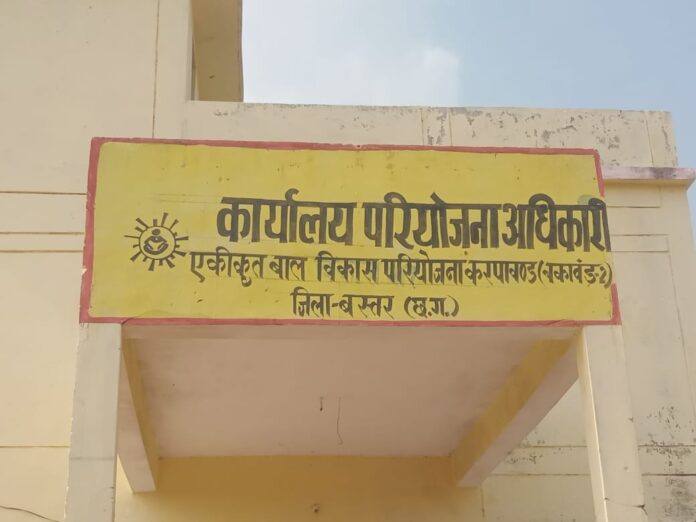 कार्यालय परियोजना अधिकारी
एकीकृत बाल विकास परियोजना करपावण्ड (बकावंड-2)
जिला-बस्तर (छ.ग.)